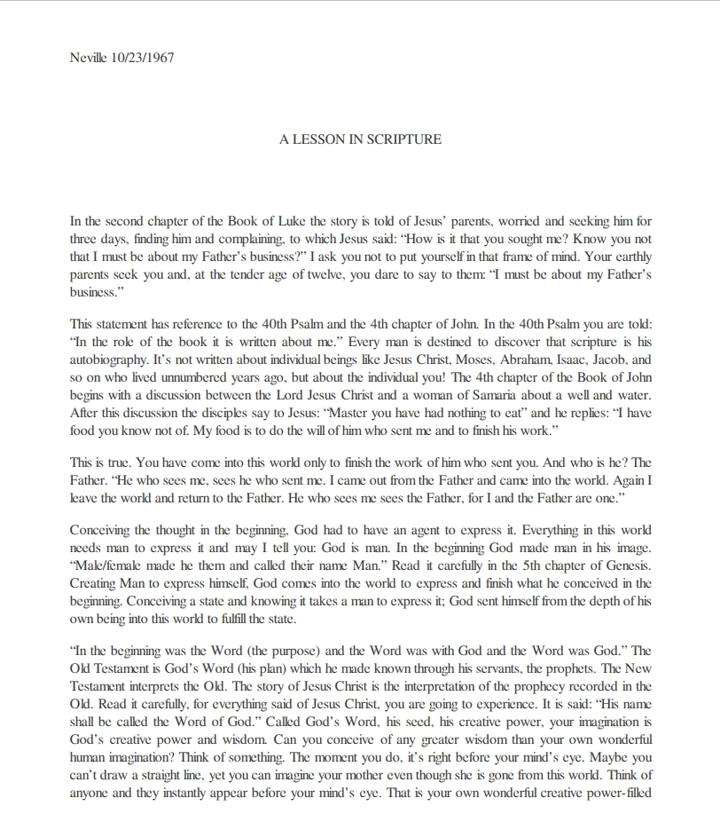 Neville 10/23/1967
A LESSON IN SCRIPTURE
In the second chapter of the Book of Luke the story is told of Jesus' parents, worried and seeking him for
three days, finding him and complaining, to which Jesus said: “How is it that you sought me? Know you not
that I must be about my Father's business?” I ask you not to put yourself in that frame of mind. Your earthly
parents seek you and, at the tender age of twelve, you dare to say to them: “I must be about my Father's
business.”
This statement has reference to the 40th Psalm and the 4th chapter of John. In the 40th Psalm you are told:
“In the role of the book it is written about me.” Every man is destined to discover that scripture is his
autobiography. It's not written about individual beings like Jesus Christ, Moses, Abraham, Isaac, Jacob, and
so on who lived unnumbered years ago, but about the individual you! The 4th chapter of the Book of John
begins with a discussion between the Lord Jesus Christ and a woman of Samaria about a well and water.
After this discussion the disciples say to Jesus: “Master you have had nothing to eat” and he replies: “I have
food you know not of. My food is to do the will of him who sent me and to finish his work.”
This is true. You have come into this world only to finish the work of him who sent you. And who is he? The
Father. “He who sees me, sees he who sent me. I came out from the Father and came into the world. Again I
leave the world and return to the Father. He who sees me sees the Father, for I and the Father are one.”
Conceiving the thought in the beginning, God had to have an agent to express it. Everything in this world
needs man to express it and may I tell you: God is man. In the beginning God made man in his image.
“Male/female made he them and called their name Man.” Read it carefully in the 5th chapter of Genesis.
Creating Man to express himself, God comes into the world to express and finish what he conceived in the
beginning. Conceiving a state and knowing it takes a man to express it; God sent himself from the depth of his
own being into this world to fulfill the state.
“In the beginning was the Word (the purpose) and the Word was with God and the Word was God.” The
Old Testament is God's Word (his plan) which he made known through his servants, the prophets. The New
Testament interprets the Old. The story of Jesus Christ is the interpretation of the prophecy recorded in the
Old. Read it carefully, for everything said of Jesus Christ, you are going to experience. It is said: “His name
shall be called the Word of God.” Called God's Word, his seed, his creative power, your imagination is
God's creative power and wisdom. Can you conceive of any greater wisdom than your own wonderful
human imagination? Think of something. The moment you do, it's right before your mind's eye. Maybe you
can't draw a straight line, yet you can imagine your mother even though she is gone from this world. Think of
anyone and they instantly appear before your mind's eye. That is your own wonderful creative power-filled